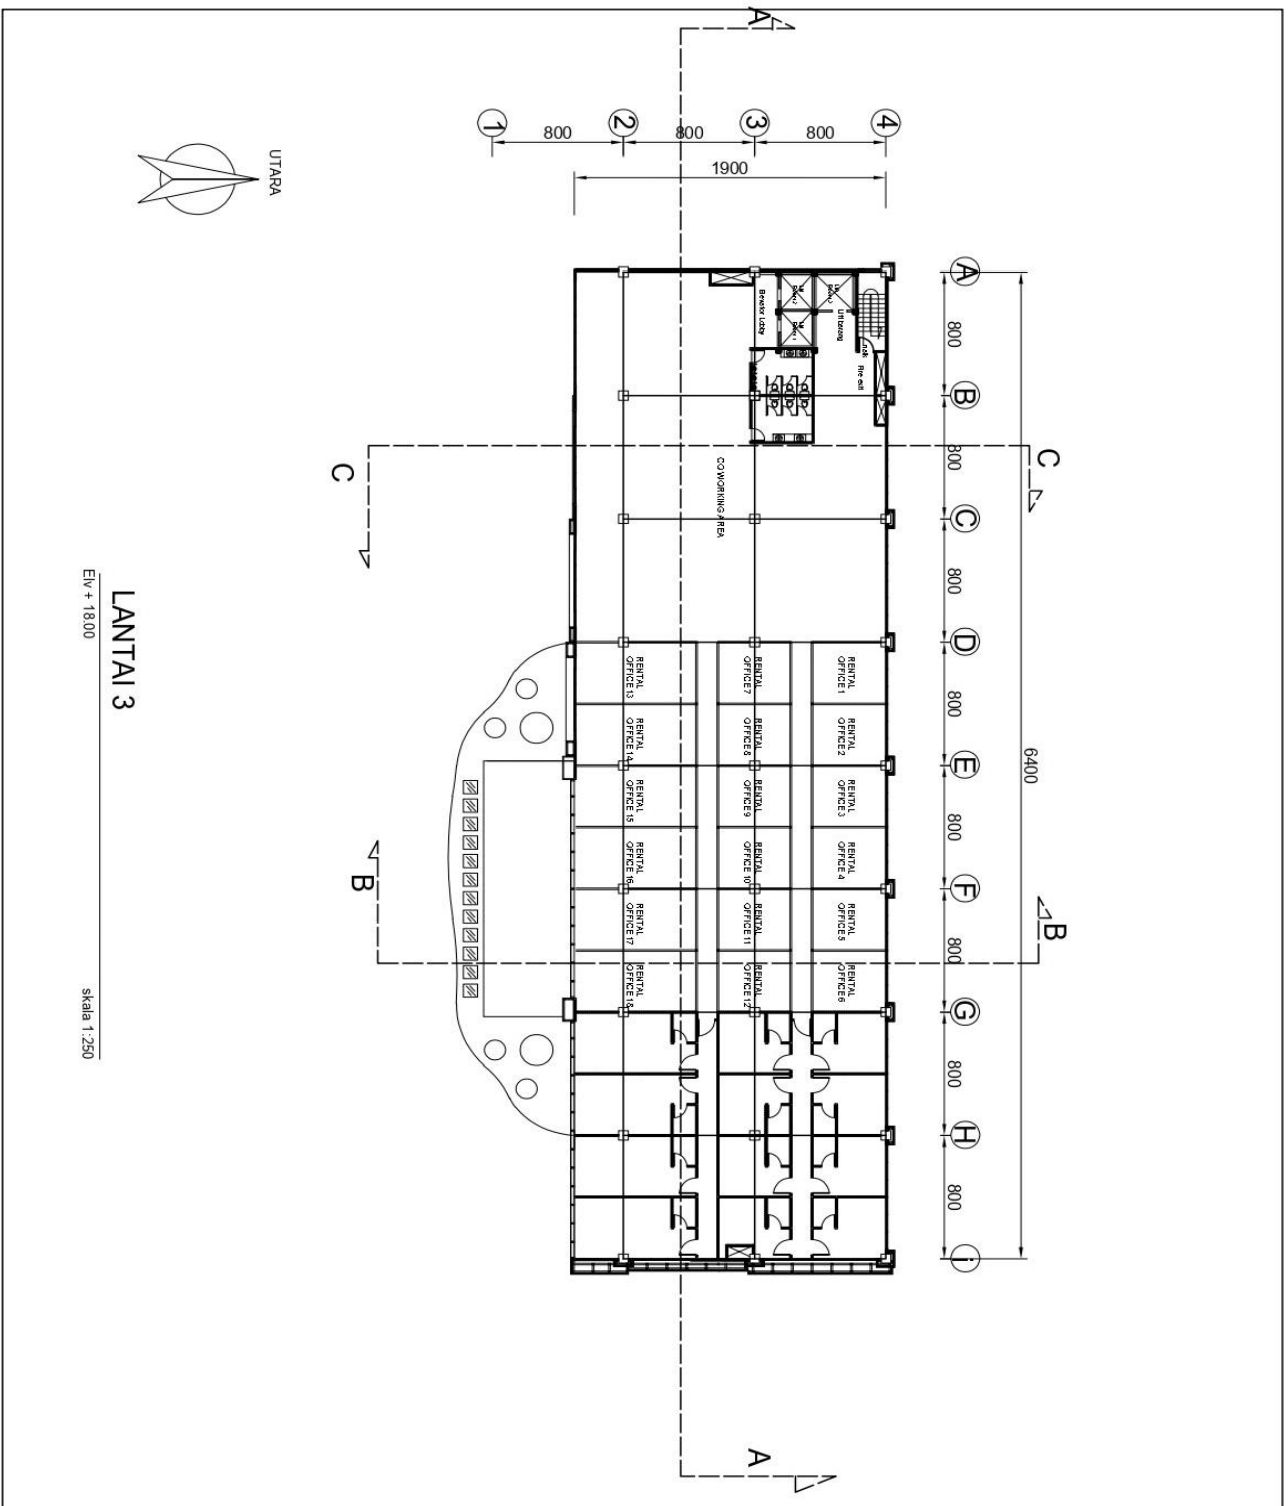 A
1
2
3
4
800
800
800
1900
UTARA
A
B
C
D
E
F
G
H
i
800
800
800
800
800
800
800
800
6400
Elevator Lobby
Lift barang
naik
Fire exit
C
C
COWORKING AREA
RENTAL
OFFICE 13
RENTAL
OFFICE 7
RENTAL
OFFICE 1
RENTAL
OFFICE 14
RENTAL
OFFICE 8
RENTAL
OFFICE 2
RENTAL
OFFICE 15
RENTAL
OFFICE 9
RENTAL
OFFICE 3
RENTAL
OFFICE 16
RENTAL
OFFICE 10
RENTAL
OFFICE 4
RENTAL
OFFICE 17
RENTAL
OFFICE 11
RENTAL
OFFICE 5
RENTAL
OFFICE 18
RENTAL
OFFICE 12
RENTAL
OFFICE 6
B
B
A
LANTAI 3
Elv + 18.00
skala 1:250